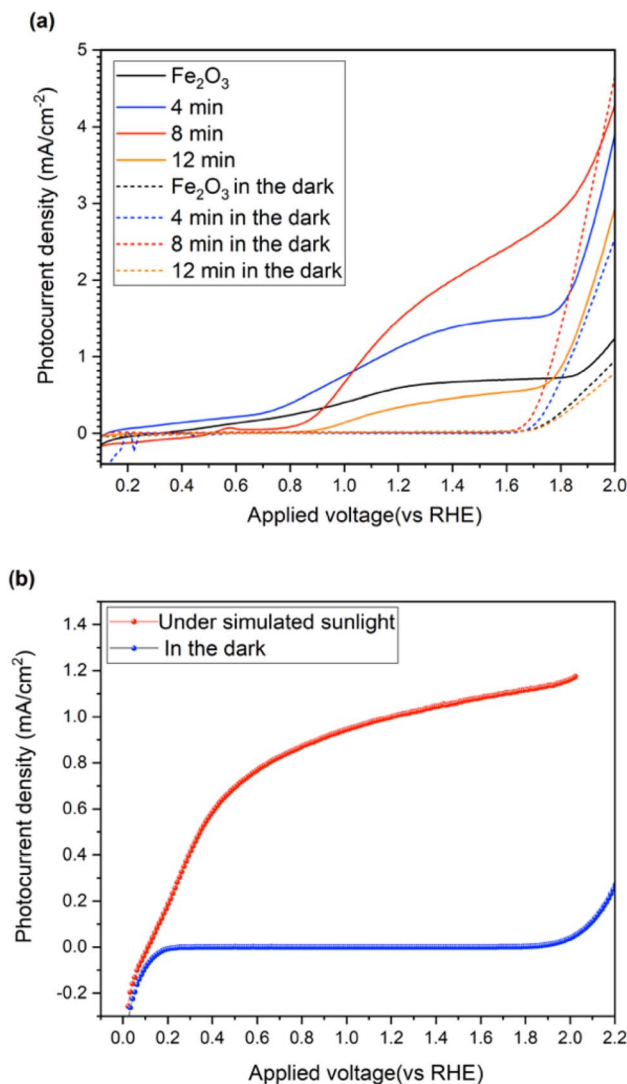 (a)
5
4
3
2
1
0
Photocurrent density (mA/cm⁻²)
Fe₂O₃
4 min
8 min
12 min
Fe₂O₃ in the dark
4 min in the dark
8 min in the dark
12 min in the dark
0.2 0.4 0.6 0.8 1.0 1.2 1.4 1.6 1.8 2.0
Applied voltage(vs RHE)
(b)
1.4
1.2
1.0
0.8
0.6
0.4
0.2
0.0
-0.2
Photocurrent density (mA/cm²)
Under simulated sunlight
In the dark
0.0 0.2 0.4 0.6 0.8 1.0 1.2 1.4 1.6 1.8 2.0 2.2
Applied voltage(vs RHE)